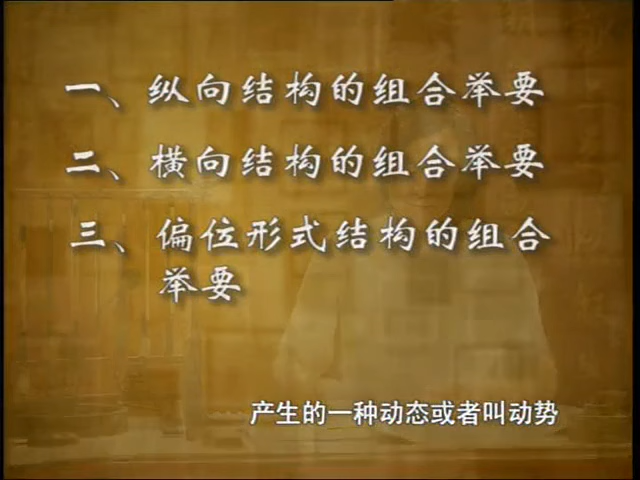 一、纵向结构的组合举要
二、横向结构的组合举要
三、偏位形式结构的组合
举要
产生的一种动态或者叫动势